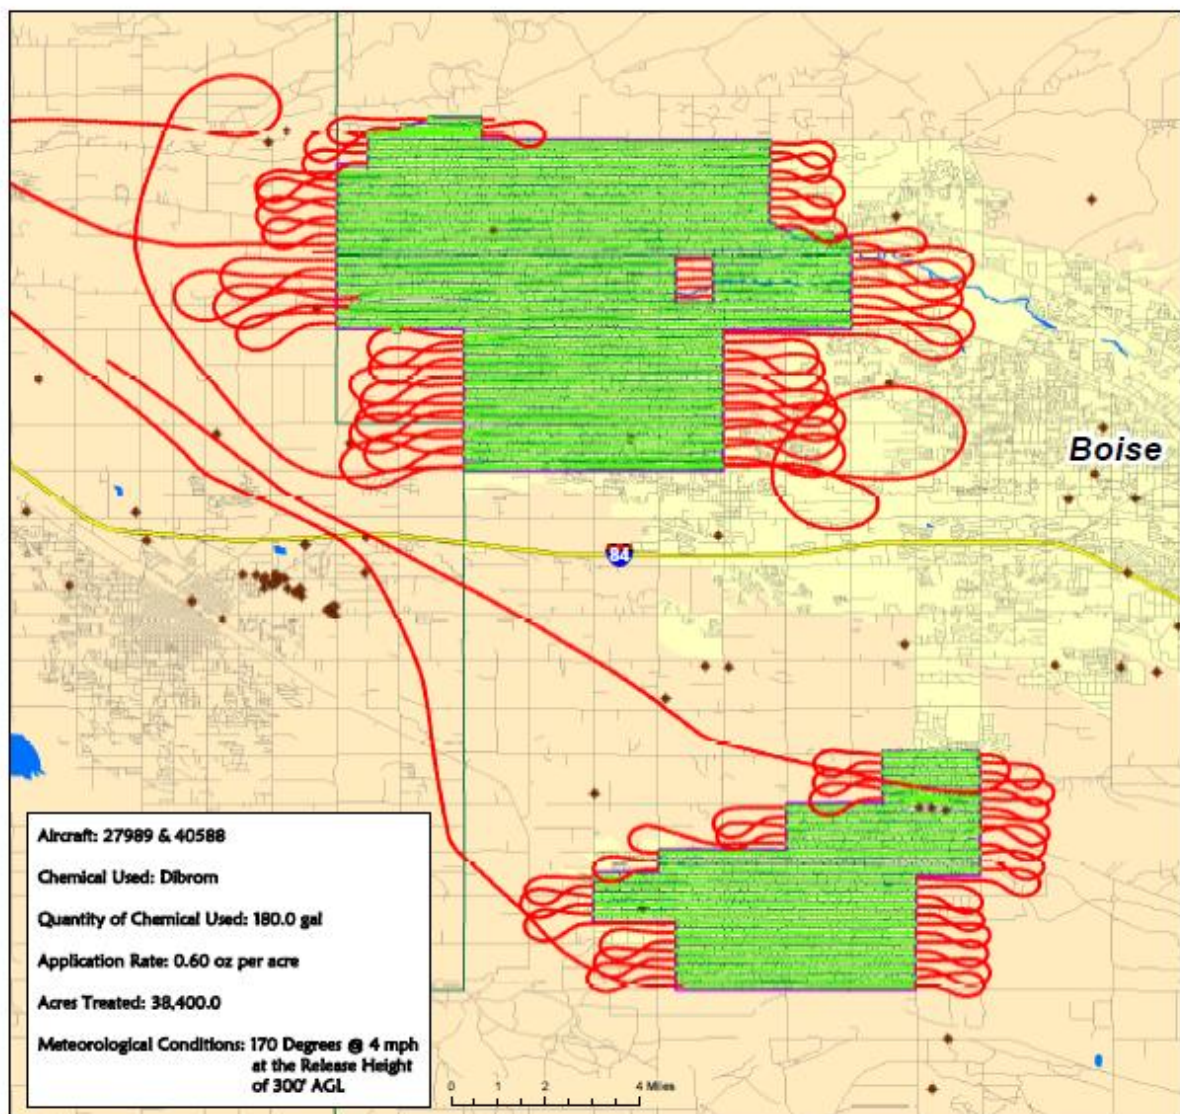 Boise
84
Aircraft: 27989 & 40588
Chemical Used: Dibrom
Quantity of Chemical Used: 180.0 gal
Application Rate: 0.60 oz per acre
Acres Treated: 38,400.0
Meteorological Conditions: 170 Degrees @ 4 mph
at the Release Height
of 300' AGL
0 1 2 4 Miles